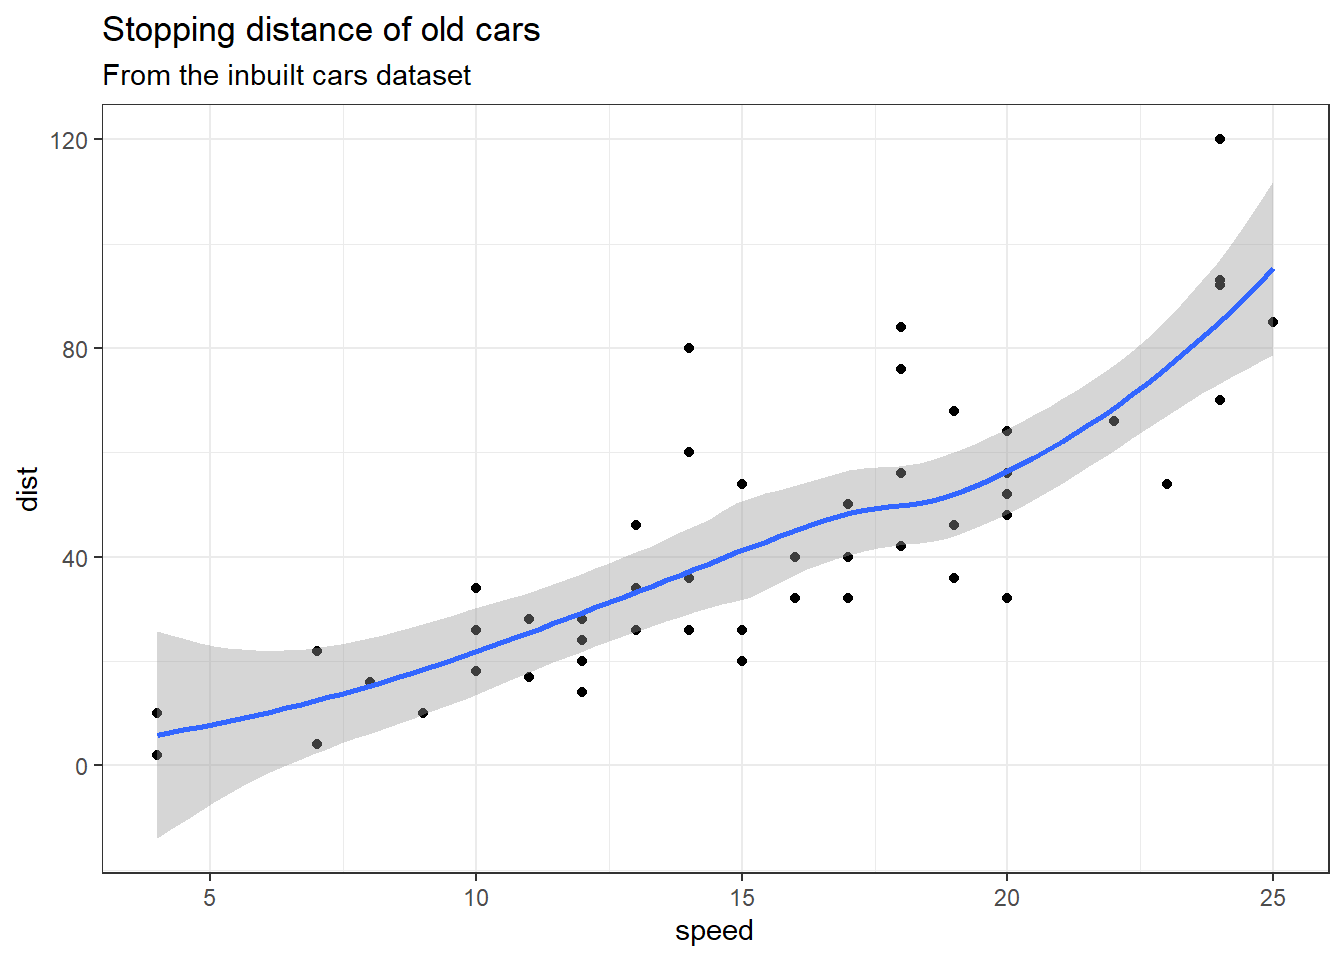 Stopping distance of old cars
From the inbuilt cars dataset
120
80
40
0
dist
5 10 15 20 25
speed